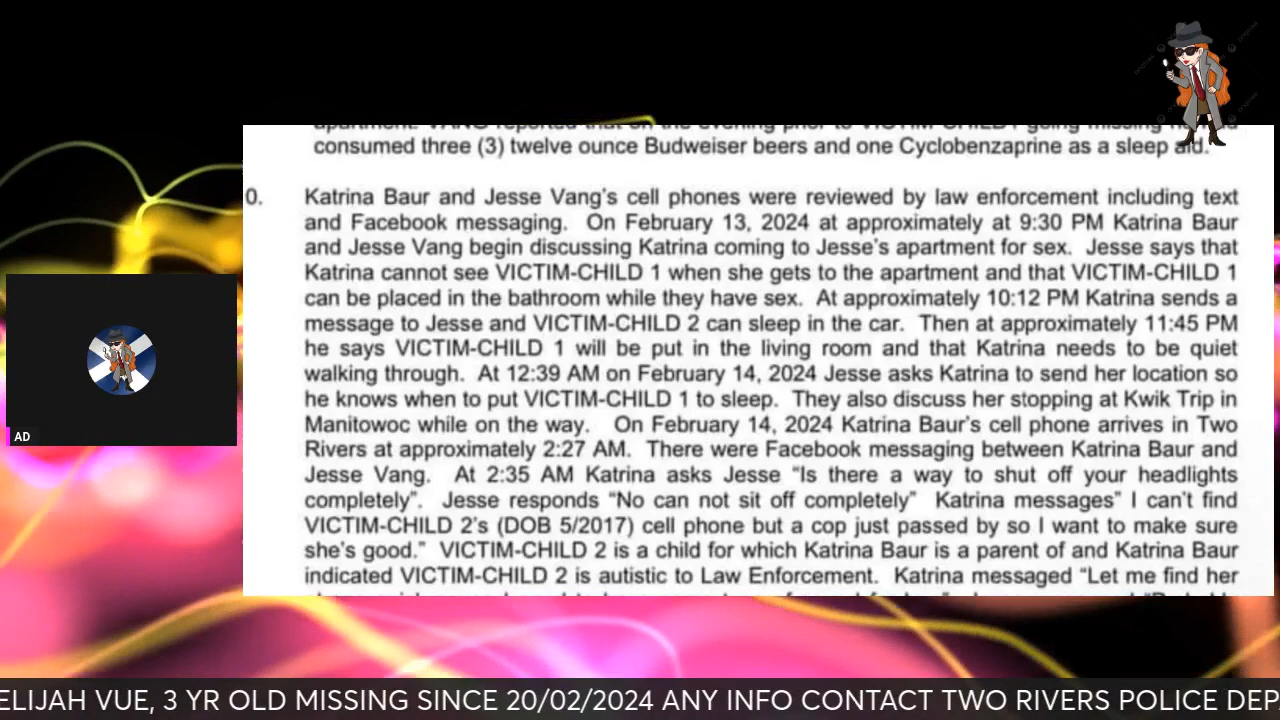 apartment. VANG reported that on the evening prior to VICTIM-CHILD 1 going missing
consumed three (3) twelve ounce Budweiser beers and one Cyclobenzaprine as a sleep aid.
0. Katrina Baur and Jesse Vang's cell phones were reviewed by law enforcement including text
and Facebook messaging. On February 13, 2024 at approximately at 9:30 PM Katrina Baur
and Jesse Vang begin discussing Katrina coming to Jesse's apartment for sex. Jesse says that
Katrina cannot see VICTIM-CHILD 1 when she gets to the apartment and that VICTIM-CHILD 1
can be placed in the bathroom while they have sex. At approximately 10:12 PM Katrina sends a
message to Jesse and VICTIM-CHILD 2 can sleep in the car. Then at approximately 11:45 PM
he says VICTIM-CHILD 1 will be put in the living room and that Katrina needs to be quiet
walking through. At 12:39 AM on February 14, 2024 Jesse asks Katrina to send her location so
he knows when to put VICTIM-CHILD 1 to sleep. They also discuss her stopping at Kwik Trip in
Manitowoc while on the way. On February 14, 2024 Katrina Baur's cell phone arrives in Two
Rivers at approximately 2:27 AM. There were Facebook messaging between Katrina Baur and
Jesse Vang. At 2:35 AM Katrina asks Jesse "Is there a way to shut off your headlights
completely". Jesse responds "No can not sit off completely" Katrina messages" I can't find
VICTIM-CHILD 2's (DOB 5/2017) cell phone but a cop just passed by so I want to make sure
she's good." VICTIM-CHILD 2 is a child for which Katrina Baur is a parent of and Katrina Baur
indicated VICTIM-CHILD 2 is autistic to Law Enforcement. Katrina messaged "Let me find her
AD
ELIJAH VUE, 3 YR OLD MISSING SINCE 20/02/2024 ANY INFO CONTACT TWO RIVERS POLICE DEP